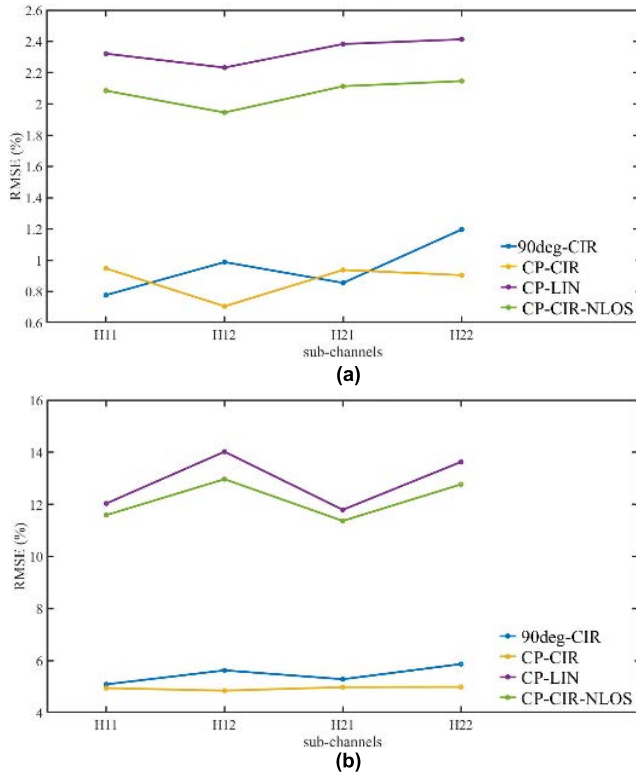 2.6
2.4
2.2
2
1.8
1.6
1.4
1.2
1
0.8
0.6
RMSE (%)
90deg-CIR
CP-CIR
CP-LIN
CP-CIR-NLOS
H11 H12 H21 H22
sub-channels
(a)
16
14
12
10
8
6
4
RMSE (%)
90deg-CIR
CP-CIR
CP-LIN
CP-CIR-NLOS
H11 H12 H21 H22
sub-channels
(b)